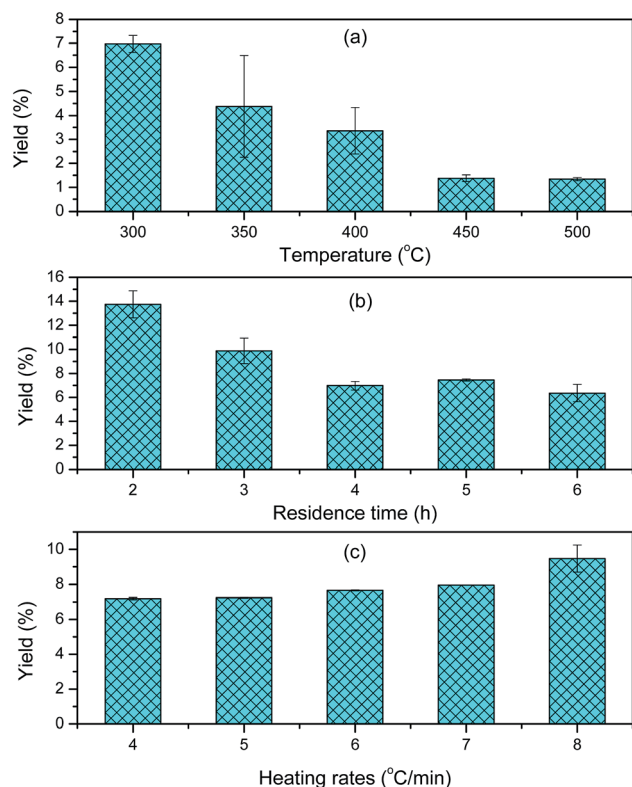 (a)
Yield (%)
8
7
6
5
4
3
2
1
0
300 350 400 450 500
Temperature (°C)
(b)
Yield (%)
16
14
12
10
8
6
4
2
0
2 3 4 5 6
Residence time (h)
(c)
Yield (%)
10
8
6
4
2
0
4 5 6 7 8
Heating rates (°C/min)